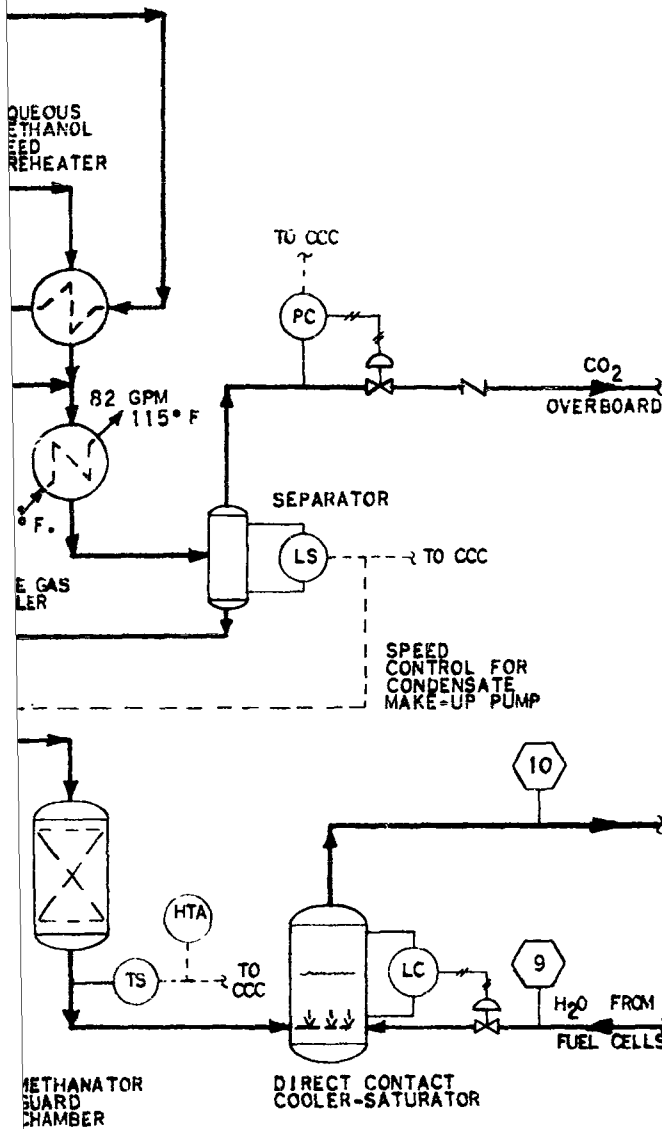 QUEOUS
ETHANOL
EED
REHEATER
TO CCC
PC
CO2
OVERBOARD
82 GPM
115° F
° F.
SEPARATOR
LS
TO CCC
E GAS
LER
SPEED
CONTROL FOR
CONDENSATE
MAKE-UP PUMP
10
HTA
TS
TO
CCC
LC
9
H2O FROM
FUEL CELLS
METHANATOR
GUARD
CHAMBER
DIRECT CONTACT
COOLER-SATURATOR